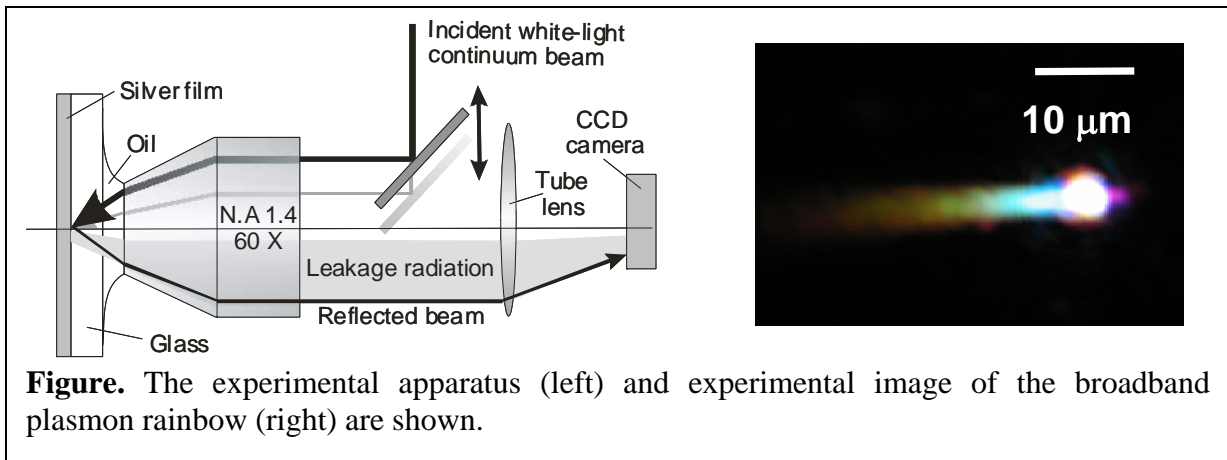 Incident white-light
continuum beam
Silver film
Oil
CCD
camera
Tube
lens
N.A 1.4
60 X
Leakage radiation
Reflected beam
Glass
10 μm
Figure. The experimental apparatus (left) and experimental image of the broadband
plasmon rainbow (right) are shown.